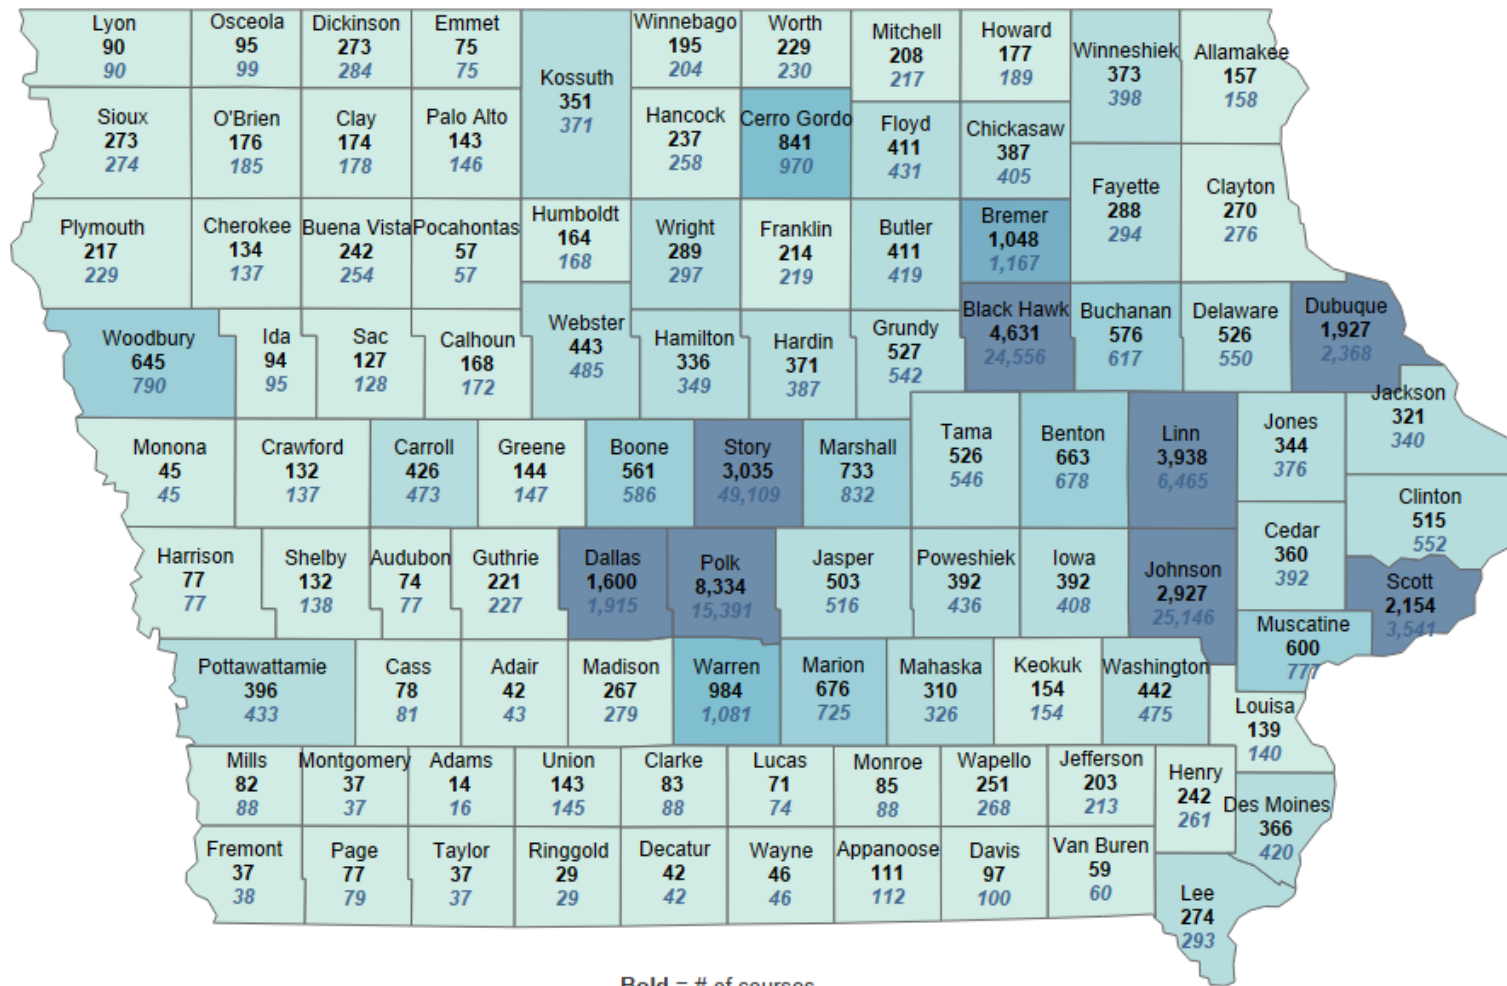 Lyon
90
90
Osceola
95
99
Dickinson
273
284
Emmet
75
75
Kossuth
351
371
Winnebago
195
204
Worth
229
230
Mitchell
208
217
Howard
177
189
Winneshiek
373
398
Allamakee
157
158
Sioux
273
274
O'Brien
176
185
Clay
174
178
Palo Alto
143
146
Hancock
237
258
Cerro Gordo
841
970
Floyd
411
431
Chickasaw
387
405
Fayette
288
294
Clayton
270
276
Plymouth
217
229
Cherokee
134
137
Buena Vista
242
254
Pocahontas
57
57
Humboldt
164
168
Wright
289
297
Franklin
214
219
Butler
411
419
Bremer
1,048
1,167
Woodbury
645
790
Ida
94
95
Sac
127
128
Calhoun
168
172
Webster
443
485
Hamilton
336
349
Hardin
371
387
Grundy
527
542
Black Hawk
4,631
24,556
Buchanan
576
617
Delaware
526
550
Dubuque
1,927
2,368
Jackson
321
340
Monona
45
45
Crawford
132
137
Carroll
426
473
Greene
144
147
Boone
561
586
Story
3,035
49,109
Marshall
733
832
Tama
526
546
Benton
663
678
Linn
3,938
6,465
Jones
344
376
Clinton
515
552
Harrison
77
77
Shelby
132
138
Audubon
74
77
Guthrie
221
227
Dallas
1,600
1,915
Polk
8,334
15,391
Jasper
503
516
Poweshiek
392
436
Iowa
392
408
Johnson
2,927
25,146
Cedar
360
392
Scott
2,154
3,541
Muscatine
600
777
Pottawattamie
396
433
Cass
78
81
Adair
42
43
Madison
267
279
Warren
984
1,081
Marion
676
725
Mahaska
310
326
Keokuk
154
154
Washington
442
475
Louisa
139
140
Mills
82
88
Montgomery
37
37
Adams
14
16
Union
143
145
Clarke
83
88
Lucas
71
74
Monroe
85
88
Wapello
251
268
Jefferson
203
213
Henry
242
261
Des Moines
366
420
Fremont
37
38
Page
77
79
Taylor
37
37
Ringgold
29
29
Decatur
42
42
Wayne
46
46
Appanoose
111
112
Davis
97
100
Van Buren
59
60
Lee
274
293
Bold = # of courses